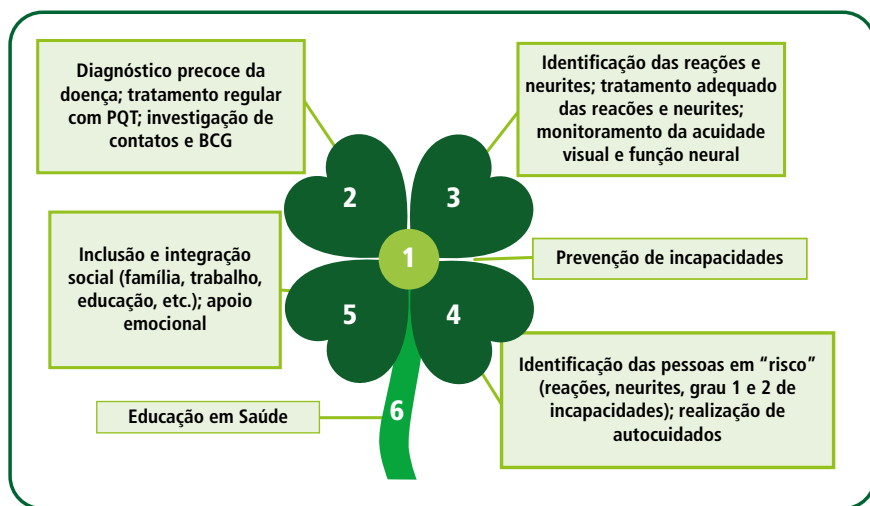 Diagnóstico precoce da
doença; tratamento regular
com PQT; investigação de
contatos e BCG
Identificação das reações e
neurites; tratamento adequado
das reacões e neurites;
monitoramento da acuidade
visual e função neural
2
3
1
Prevenção de incapacidades
Inclusão e integração
social (família, trabalho,
educação, etc.); apoio
emocional
5
4
Identificação das pessoas em “risco”
(reações, neurites, grau 1 e 2 de
incapacidades); realização de
autocuidados
Educação em Saúde
6